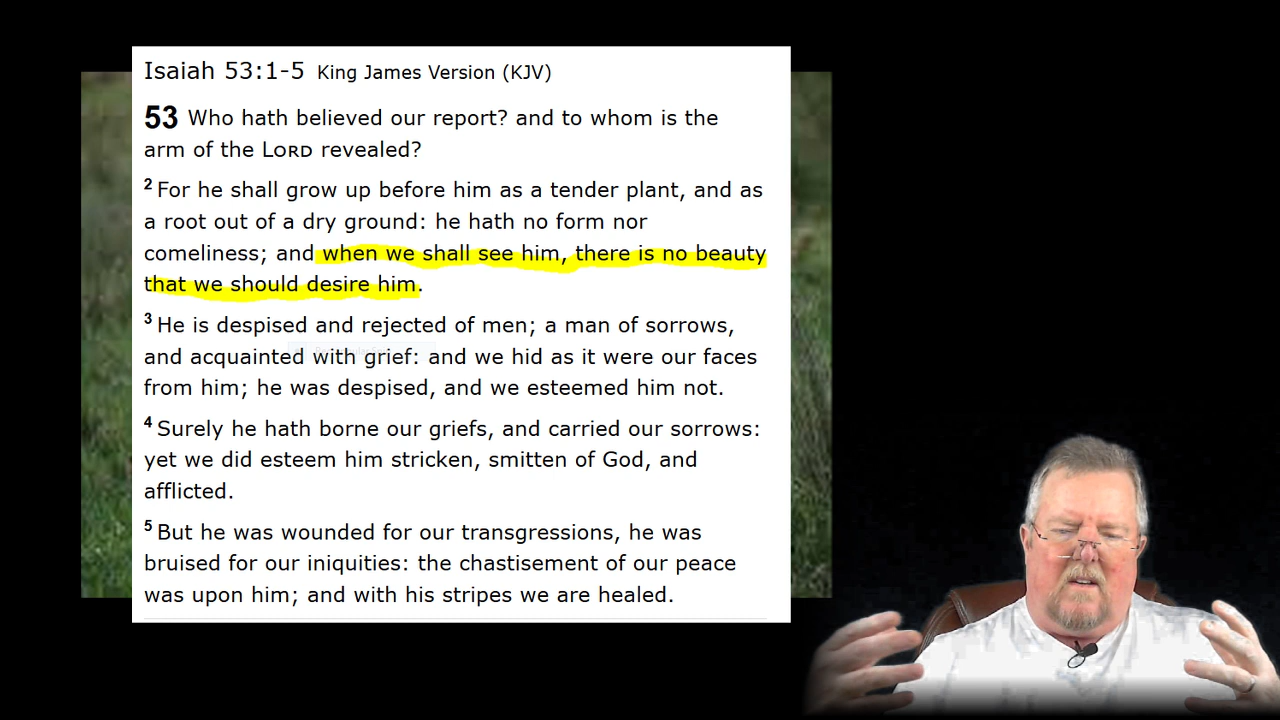 Isaiah 53:1-5 King James Version (KJV)
53 Who hath believed our report? and to whom is the
arm of the LORD revealed?
2 For he shall grow up before him as a tender plant, and as
a root out of a dry ground: he hath no form nor
comeliness; and when we shall see him, there is no beauty
that we should desire him.
3 He is despised and rejected of men; a man of sorrows,
and acquainted with grief: and we hid as it were our faces
from him; he was despised, and we esteemed him not.
4 Surely he hath borne our griefs, and carried our sorrows:
yet we did esteem him stricken, smitten of God, and
afflicted.
5 But he was wounded for our transgressions, he was
bruised for our iniquities: the chastisement of our peace
was upon him; and with his stripes we are healed.